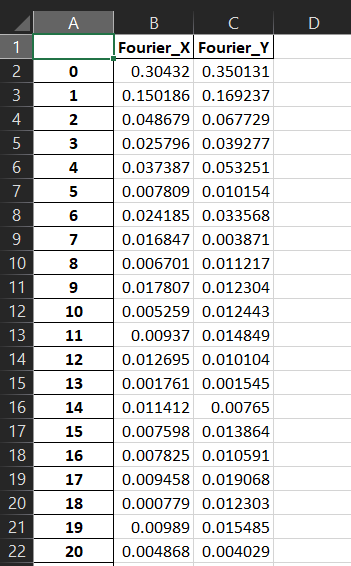 A B C D
1 Fourier_X Fourier_Y
2 0 0.30432 0.350131
3 1 0.150186 0.169237
4 2 0.048679 0.067729
5 3 0.025796 0.039277
6 4 0.037387 0.053251
7 5 0.007809 0.010154
8 6 0.024185 0.033568
9 7 0.016847 0.003871
10 8 0.006701 0.011217
11 9 0.017807 0.012304
12 10 0.005259 0.012443
13 11 0.00937 0.014849
14 12 0.012695 0.010104
15 13 0.001761 0.001545
16 14 0.011412 0.00765
17 15 0.007598 0.013864
18 16 0.007825 0.010591
19 17 0.009458 0.019068
20 18 0.000779 0.012303
21 19 0.00989 0.015485
22 20 0.004868 0.004029